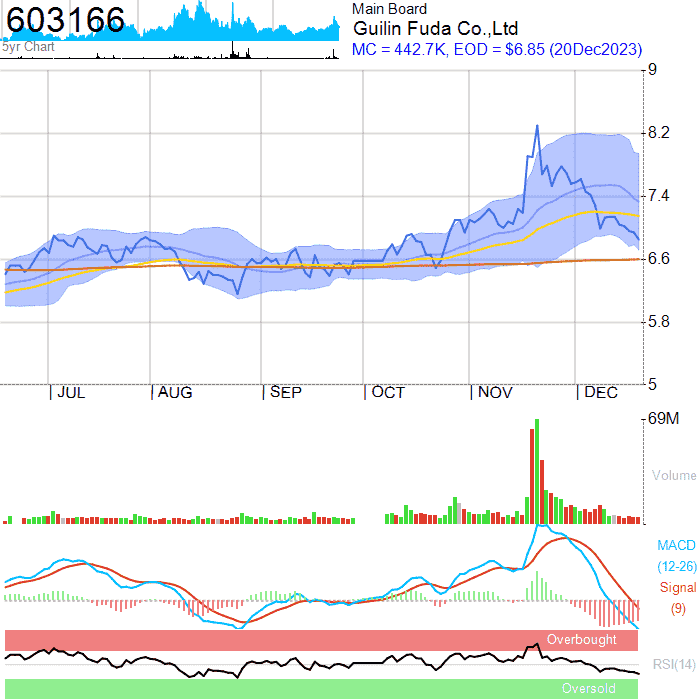 603166
5yr Chart
Main Board
Guilin Fuda Co.,Ltd
MC = 442.7K, EOD = $6.85 (20Dec2023)
9
8.2
7.4
6.6
5.8
5
JUL AUG SEP OCT NOV DEC
69M
Volume
MACD
(12-26)
Signal
(9)
Overbought
RSI(14)
Oversold